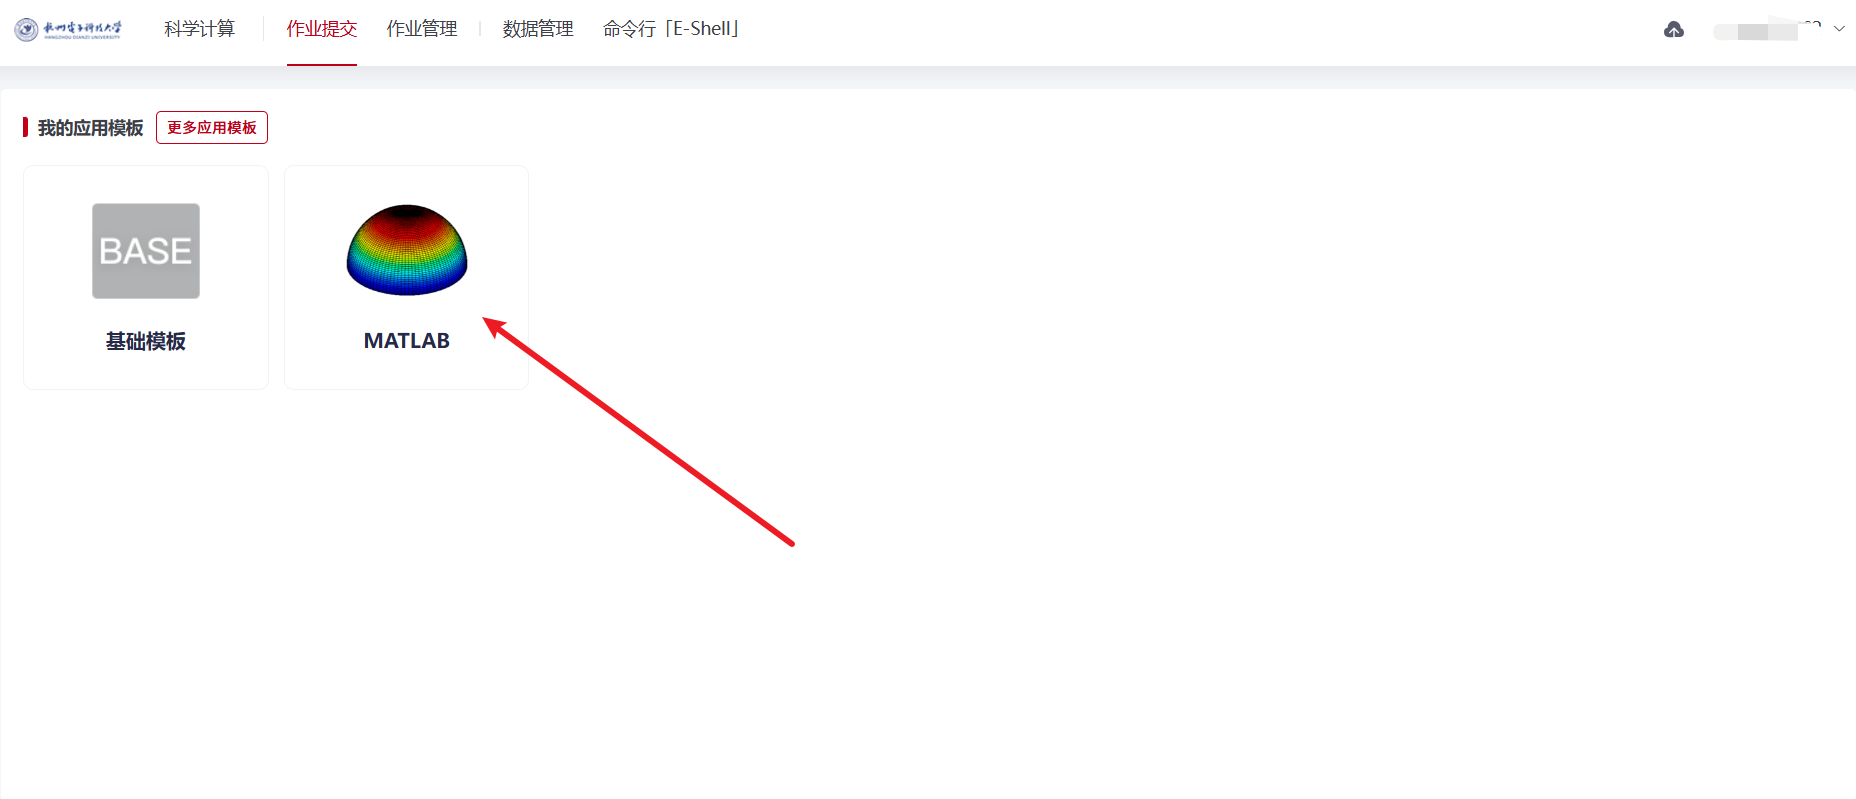 杭州电子科技大学
HANGZHOU DIANZI UNIVERSITY
科学计算 作业提交 作业管理 数据管理 命令行「E-Shell」
我的应用模板 更多应用模板
BASE
基础模板 MATLAB